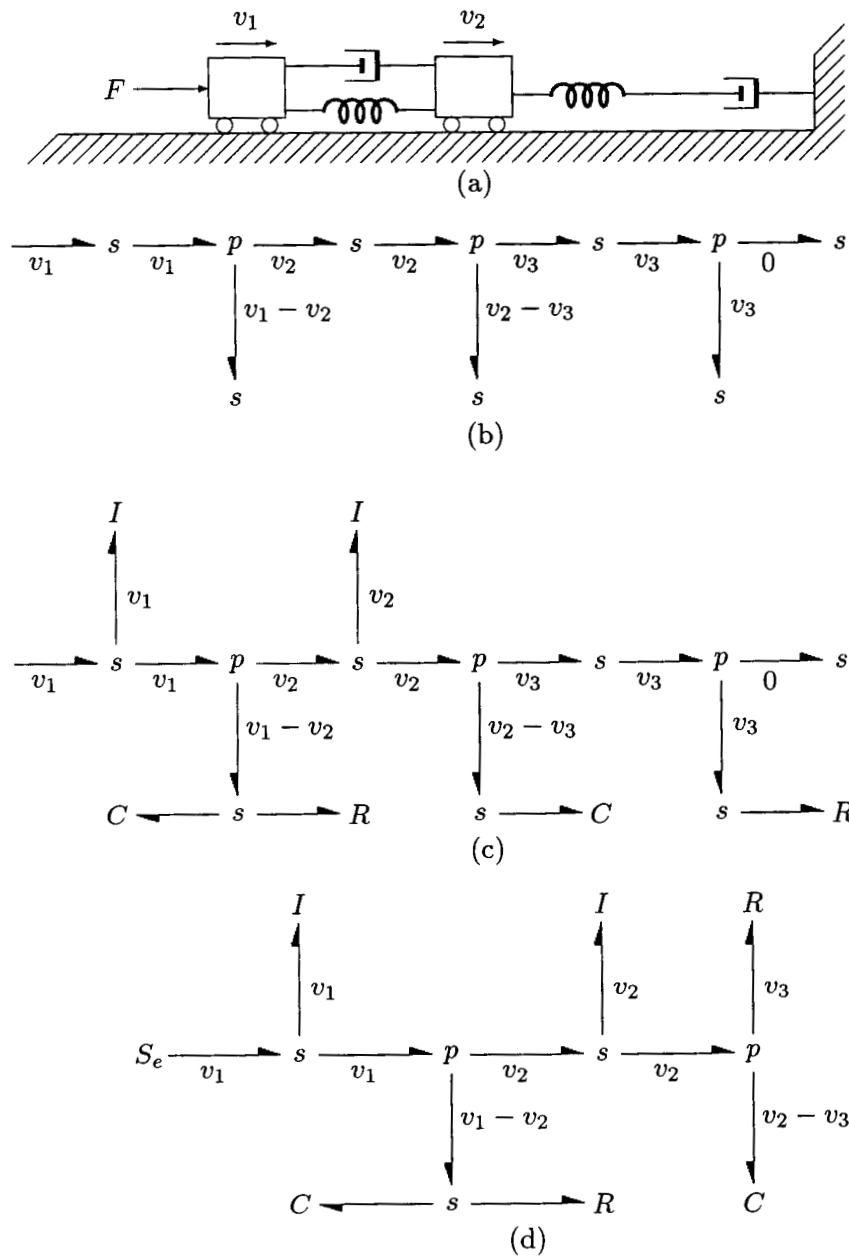 v₁ v₂
F
(a)
s p s p s p s
v₁ v₁ v₂ v₂ v₃ v₃ 0
v₁ − v₂ v₂ − v₃ v₃
s s s
(b)
I I
v₁ v₂
s p s p s p s
v₁ v₁ v₂ v₂ v₃ v₃ 0
v₁ − v₂ v₂ − v₃ v₃
C s R s C s R
(c)
I I R
v₁ v₂ v₃
Sₑ s p s p
v₁ v₁ v₂ v₂
v₁ − v₂ v₂ − v₃
C s R C
(d)